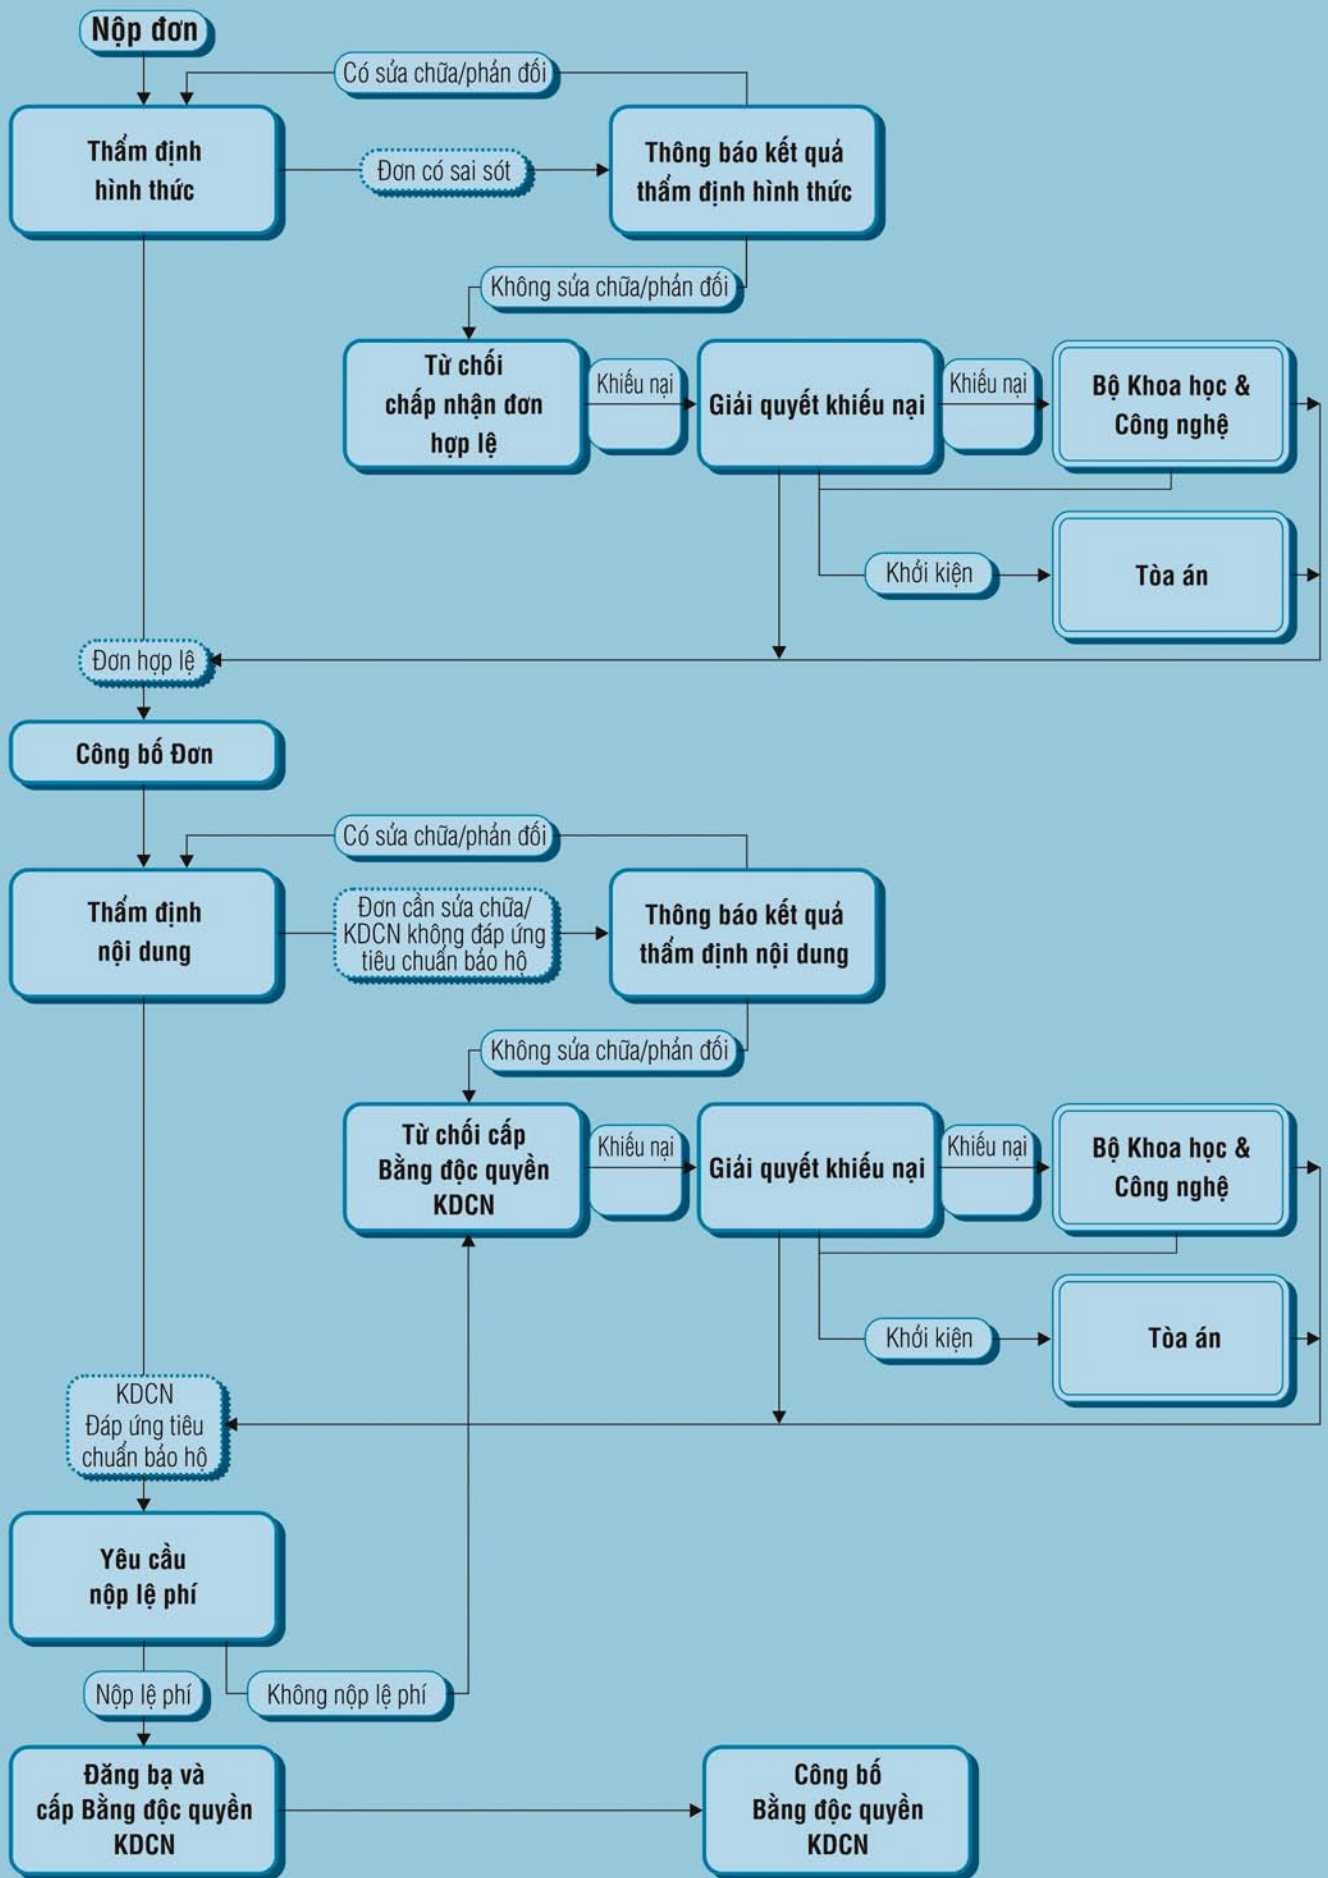 Nộp đơn
Có sửa chữa/phản đối
Thẩm định
hình thức
Đơn có sai sót
Thông báo kết quả
thẩm định hình thức
Không sửa chữa/phản đối
Từ chối
chấp nhận đơn
hợp lệ
Khiếu nại
Giải quyết khiếu nại
Khiếu nại
Bộ Khoa học &
Công nghệ
Khởi kiện
Tòa án
Đơn hợp lệ
Công bố Đơn
Có sửa chữa/phản đối
Thẩm định
nội dung
Đơn cần sửa chữa/
KDCN không đáp ứng
tiêu chuẩn bảo hộ
Thông báo kết quả
thẩm định nội dung
Không sửa chữa/phản đối
Từ chối cấp
Bằng độc quyền
KDCN
Khiếu nại
Giải quyết khiếu nại
Khiếu nại
Bộ Khoa học &
Công nghệ
Khởi kiện
Tòa án
KDCN
Đáp ứng tiêu
chuẩn bảo hộ
Yêu cầu
nộp lệ phí
Nộp lệ phí
Không nộp lệ phí
Đăng bạ và
cấp Bằng độc quyền
KDCN
Công bố
Bằng độc quyền
KDCN